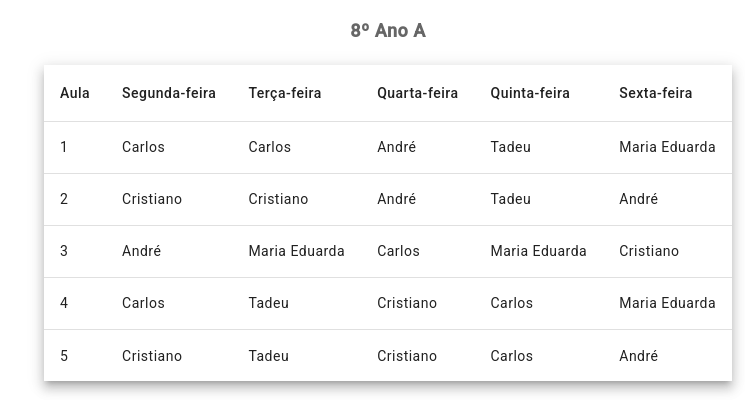 8º Ano A
Aula Segunda-feira Terça-feira Quarta-feira Quinta-feira Sexta-feira
1 Carlos Carlos André Tadeu Maria Eduarda
2 Cristiano Cristiano André Tadeu André
3 André Maria Eduarda Carlos Maria Eduarda Cristiano
4 Carlos Tadeu Cristiano Carlos Maria Eduarda
5 Cristiano Tadeu Cristiano Carlos André